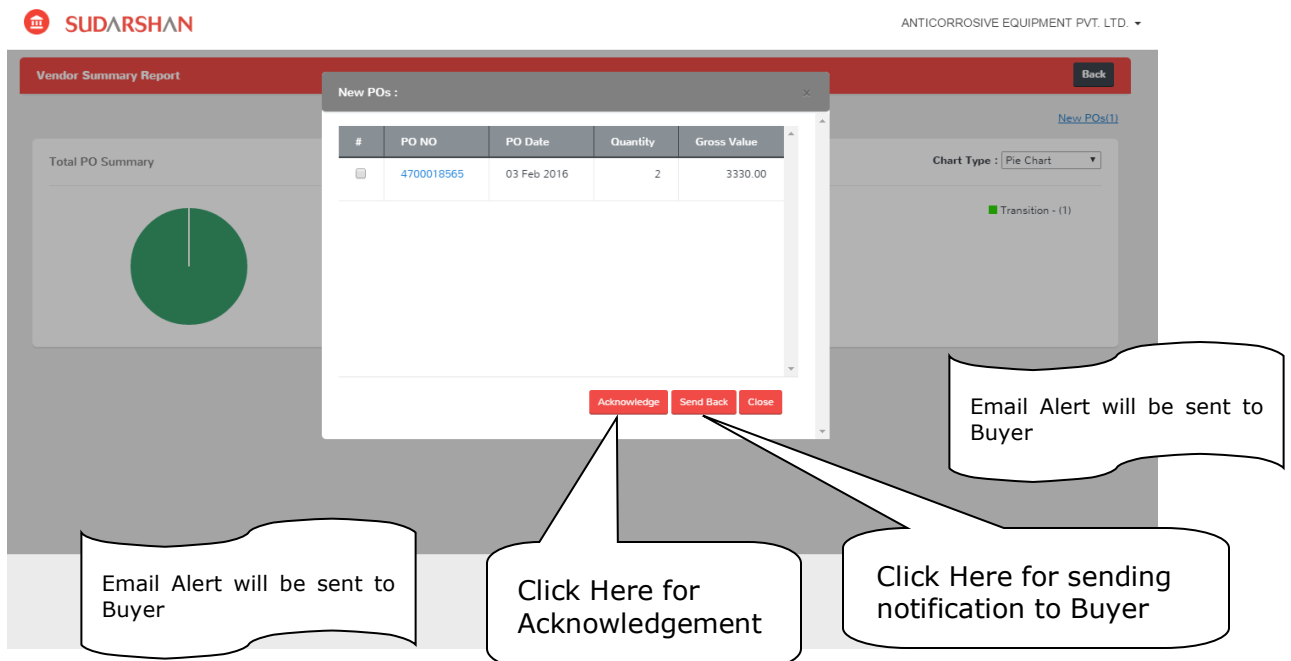 SUDΛRSHΛN
ANTICORROSIVE EQUIPMENT PVT. LTD.
Vendor Summary Report
Back
New POs :
×
New POs(1)
# PO NO PO Date Quantity Gross Value
4700018565 03 Feb 2016 2 3330.00
Total PO Summary
Chart Type : Pie Chart
Transition - (1)
Acknowledge Send Back Close
Email Alert will be sent to
Buyer
Email Alert will be sent to
Buyer
Click Here for
Acknowledgement
Click Here for sending
notification to Buyer